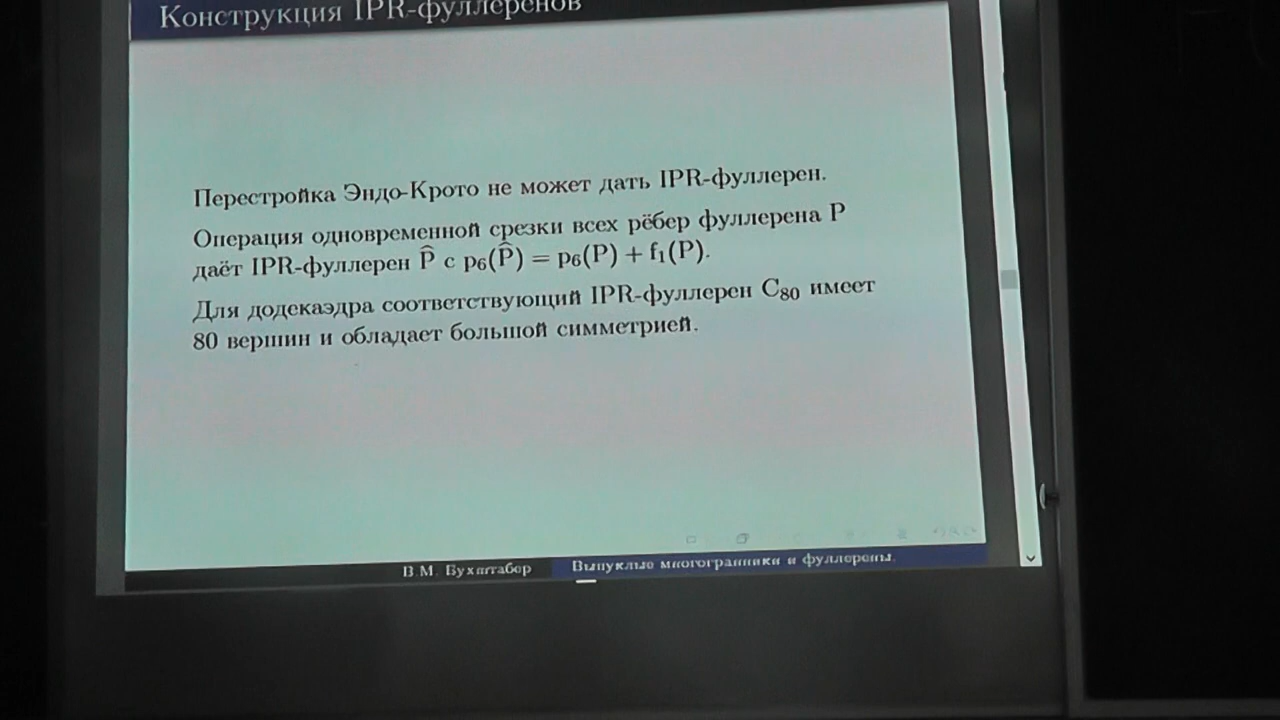 Конструкция IPR-фуллеренов
Перестройка Эндо-Крото не может дать IPR-фуллерен.
Операция одновременной срезки всех рёбер фуллерена P
даёт IPR-фуллерен P̂ с p₆(P̂) = p₆(P) + f₁(P).
Для додекаэдра соответствующий IPR-фуллерен C₈₀ имеет
80 вершин и обладает большой симметрией.
В.М. Бухштабер
Выпуклые многогранники и фуллерены.